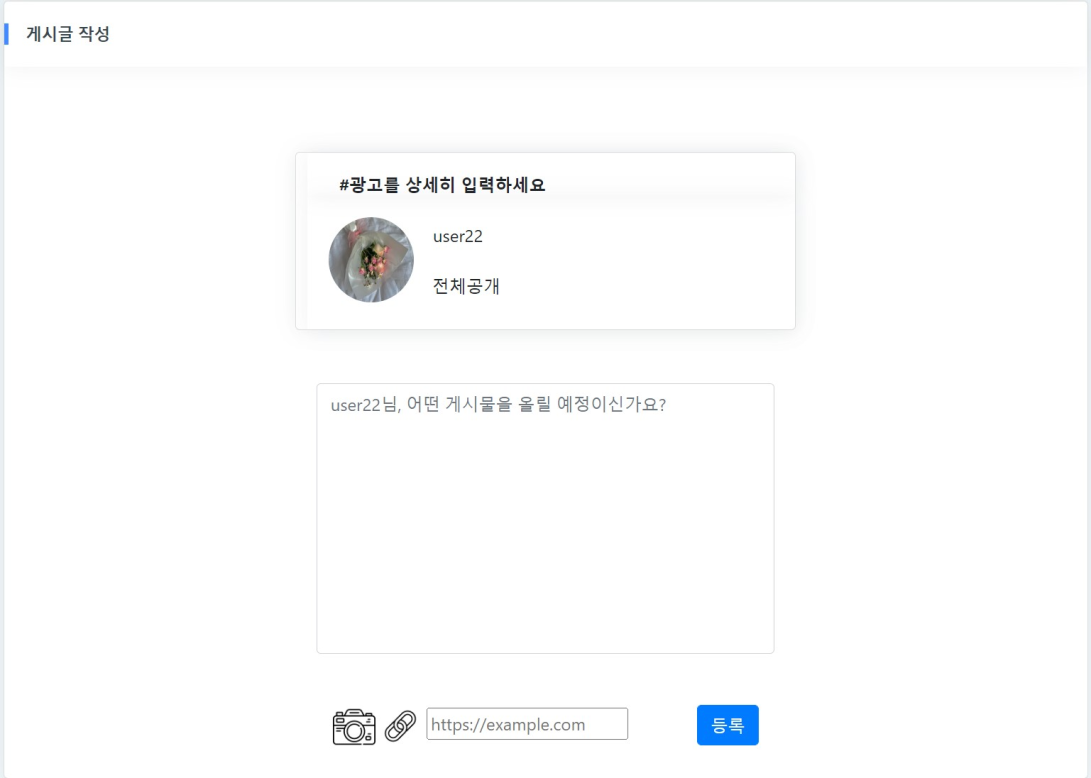 게시글 작성
#광고를 상세히 입력하세요
user22
전체공개
user22님, 어떤 게시물을 올릴 예정이신가요?
https://example.com
등록